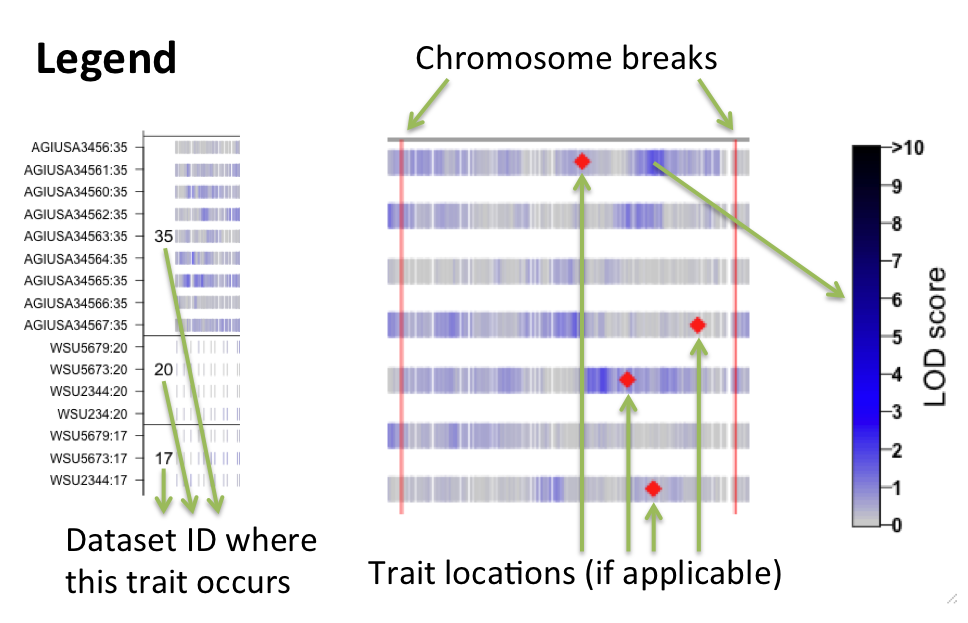 Legend
Chromosome breaks
AGIUSA3456:35
AGIUSA34561:35
AGIUSA34560:35
AGIUSA34562:35
AGIUSA34563:35
AGIUSA34564:35
AGIUSA34565:35
AGIUSA34566:35
AGIUSA34567:35
WSU5679:20
WSU5673:20
WSU2344:20
WSU234:20
WSU5679:17
WSU5673:17
WSU2344:17
35
20
17
Dataset ID where
this trait occurs
Trait locations (if applicable)
>10
9
8
7
6
5
4
3
2
1
0
LOD score